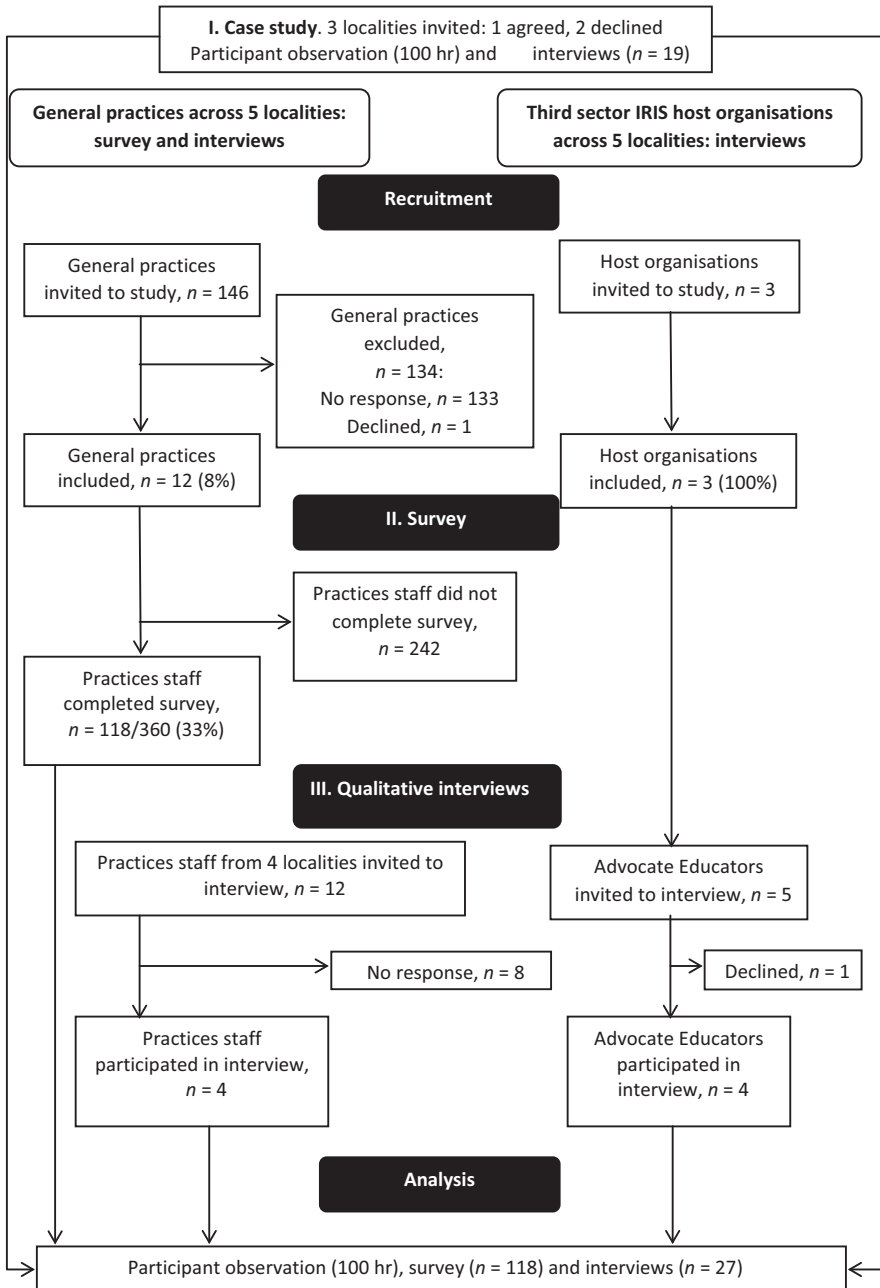 I. Case study. 3 localities invited: 1 agreed, 2 declined
Participant observation (100 hr) and interviews (n = 19)
General practices across 5 localities:
survey and interviews
Third sector IRIS host organisations
across 5 localities: interviews
Recruitment
General practices
invited to study, n = 146
Host organisations
invited to study, n = 3
General practices
excluded,
n = 134:
No response, n = 133
Declined, n = 1
General practices
included, n = 12 (8%)
Host organisations
included, n = 3 (100%)
II. Survey
Practices staff did not
complete survey,
n = 242
Practices staff
completed survey,
n = 118/360 (33%)
III. Qualitative interviews
Practices staff from 4 localities invited to
interview, n = 12
Advocate Educators
invited to interview, n = 5
No response, n = 8
Declined, n = 1
Practices staff
participated in interview,
n = 4
Advocate Educators
participated in
interview, n = 4
Analysis
Participant observation (100 hr), survey (n = 118) and interviews (n = 27)